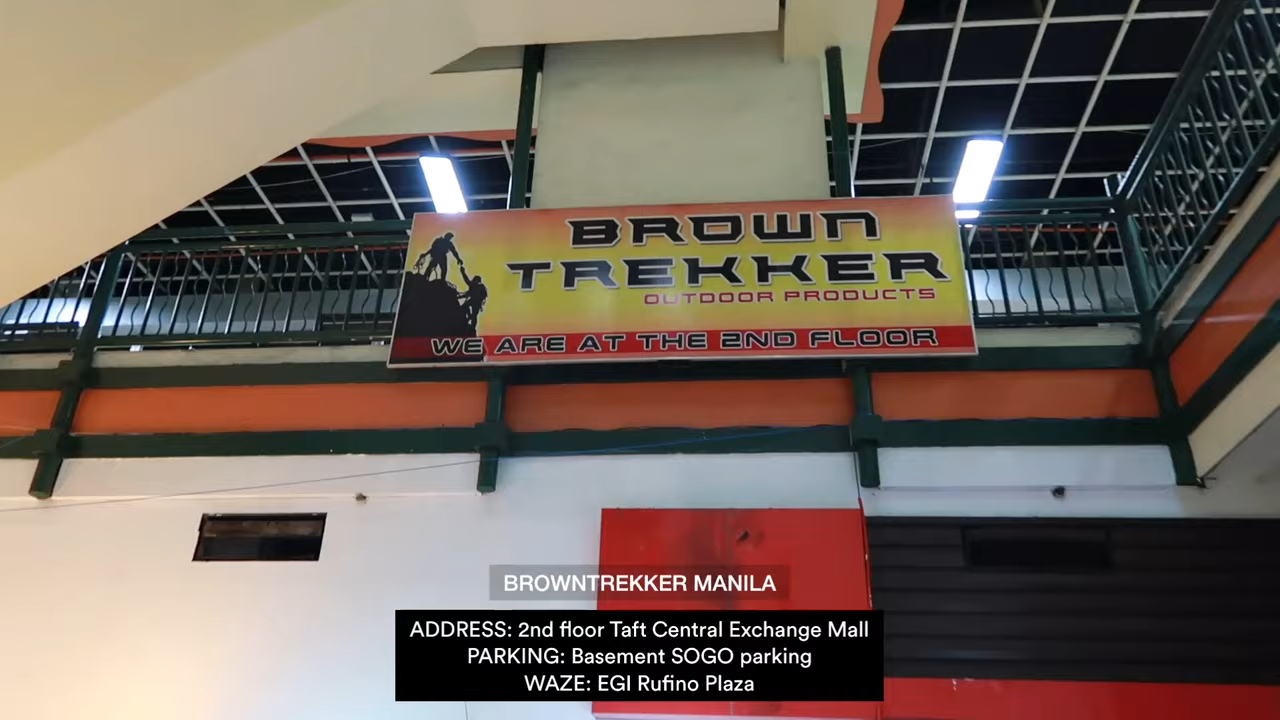 BROWN
TREKKER
OUTDOOR PRODUCTS
WE ARE AT THE 2ND FLOOR
BROWNTREKKER MANILA
ADDRESS: 2nd floor Taft Central Exchange Mall
PARKING: Basement SOGO parking
WAZE: EGI Rufino Plaza